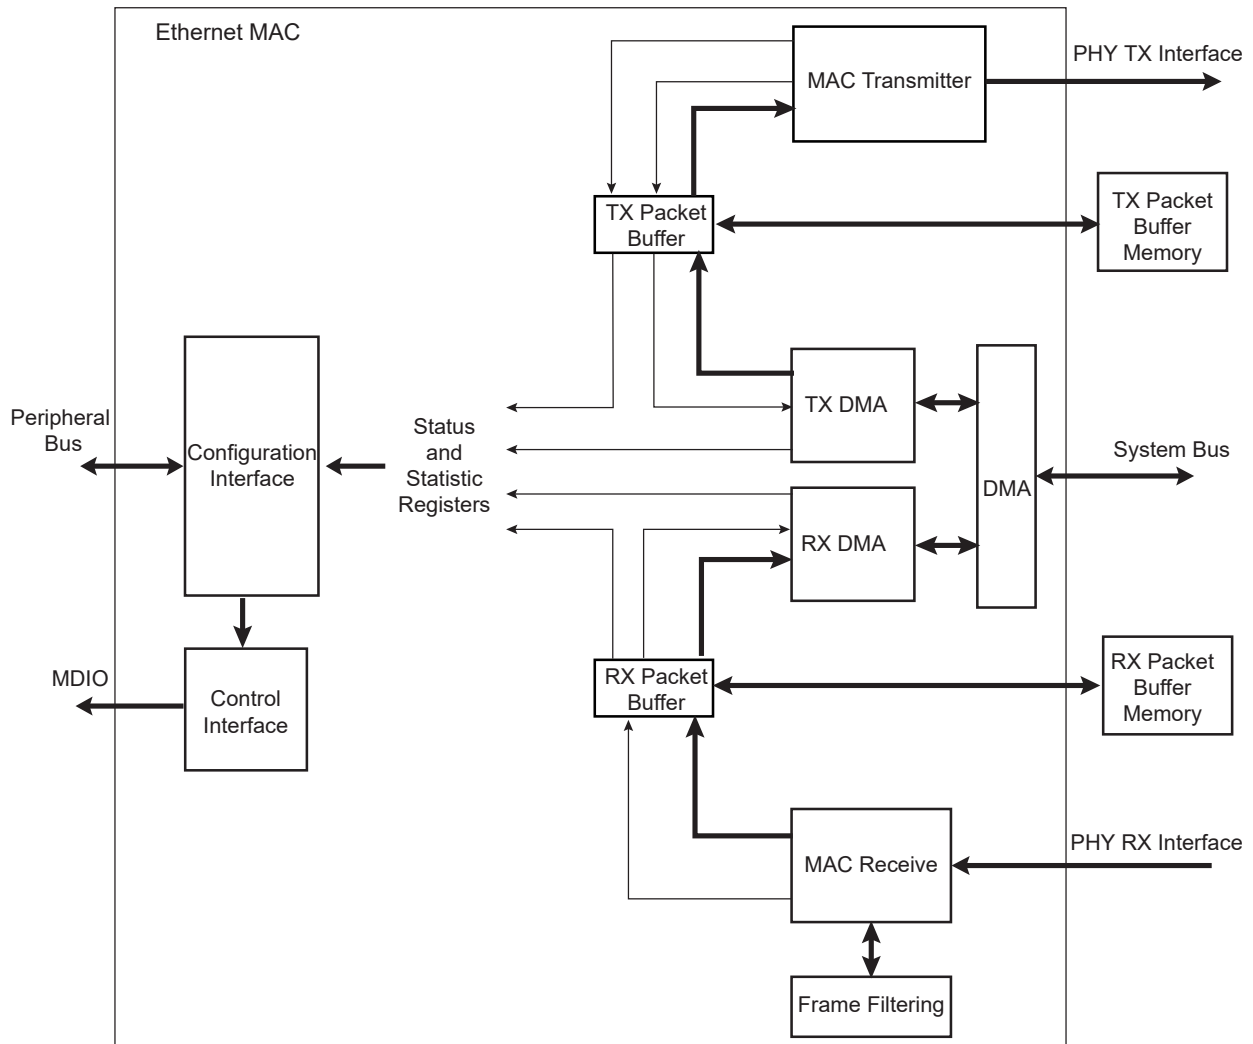 Ethernet MAC
PHY TX Interface
MAC Transmitter
TX Packet
Buffer
TX Packet
Buffer
Memory
TX DMA
Peripheral
Bus
Configuration
Interface
Status
and
Statistic
Registers
System Bus
DMA
RX DMA
MDIO
Control
Interface
RX Packet
Buffer
RX Packet
Buffer
Memory
PHY RX Interface
MAC Receive
Frame Filtering